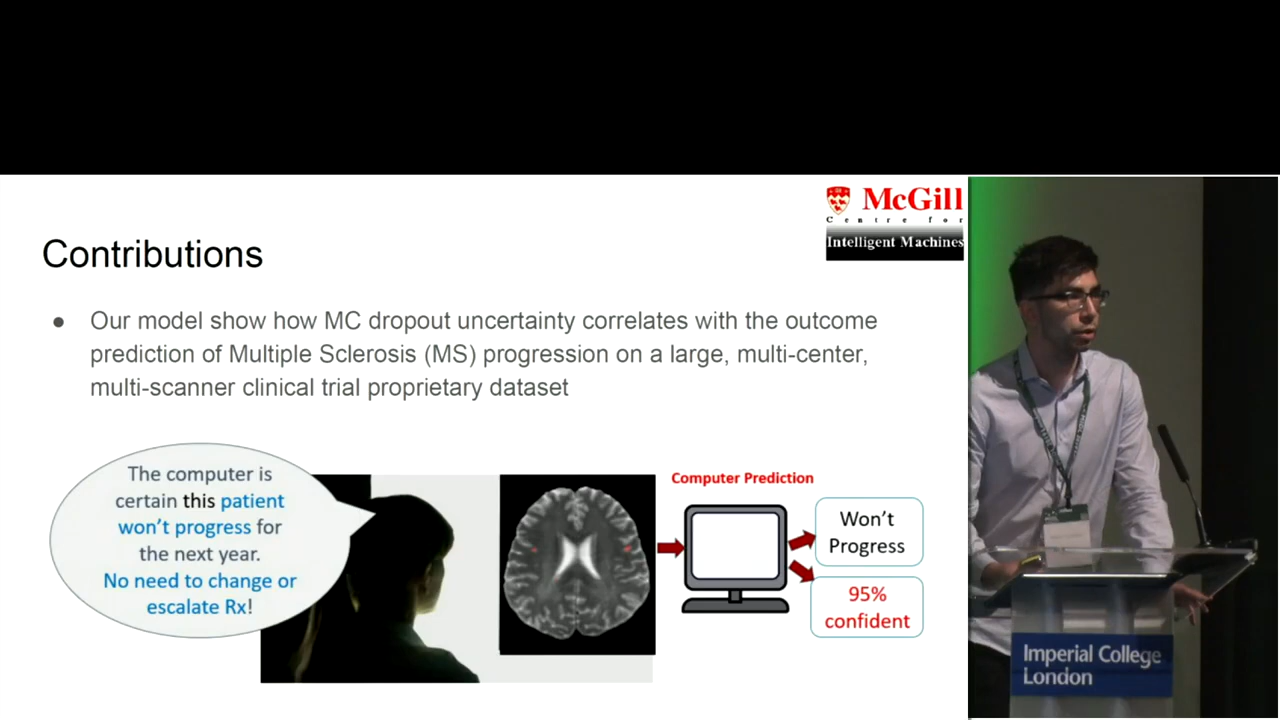 McGill
Centre for
Intelligent Machines
Contributions
● Our model show how MC dropout uncertainty correlates with the outcome
prediction of Multiple Sclerosis (MS) progression on a large, multi-center,
multi-scanner clinical trial proprietary dataset
The computer is
certain this patient
won't progress for
the next year.
No need to change or
escalate Rx!
Computer Prediction
Won't
Progress
95%
confident
Imperial College
London